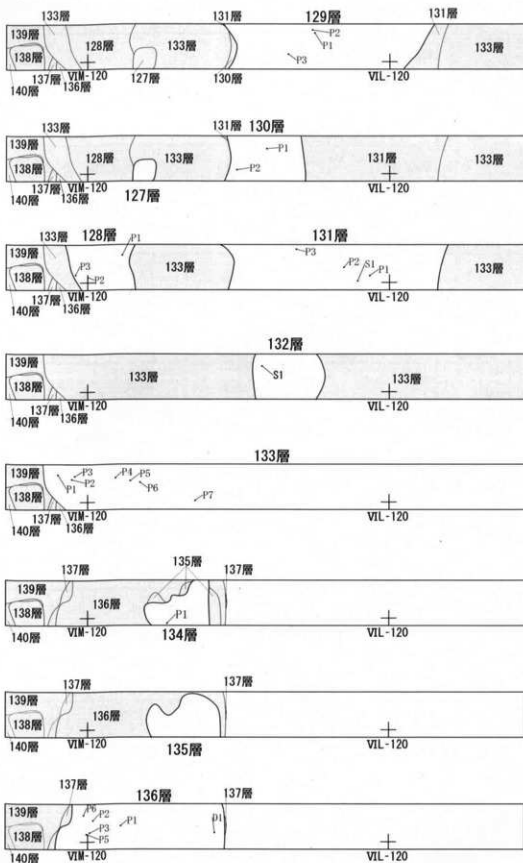 133層 131層 129層 131層
139層 128層 133層 P2 133層
138層 P1
P3
137層 VIM-120 VIL-120
140層 136層 127層 130層
131層 130層
139層 128層 133層 P1 131層 133層
138層 P2
137層 VIM-120 VIL-120
140層 136層 127層
133層 128層 P1 131層
139層 133層 P3 133層
138層 P3 P2 S1 P1
P2
137層 VIM-120 VIL-120
140層 136層
132層
139層 133層 133層
138層 S1
137層 VIM-120 VIL-120
140層 136層
133層
139層 P3 P4 P5
138層 P1 P2 P6 P7
137層 VIM-120 VIL-120
140層 136層
137層 135層 137層
139層 136層
138層 P1
140層 VIM-120 134層 VIL-120
137層 137層
139層 136層
138層
140層 VIM-120 135層 VIL-120
137層 136層 137層
139層 P6 P2 P1 D1
138層 P3
P5
140層 VIM-120 VIL-120